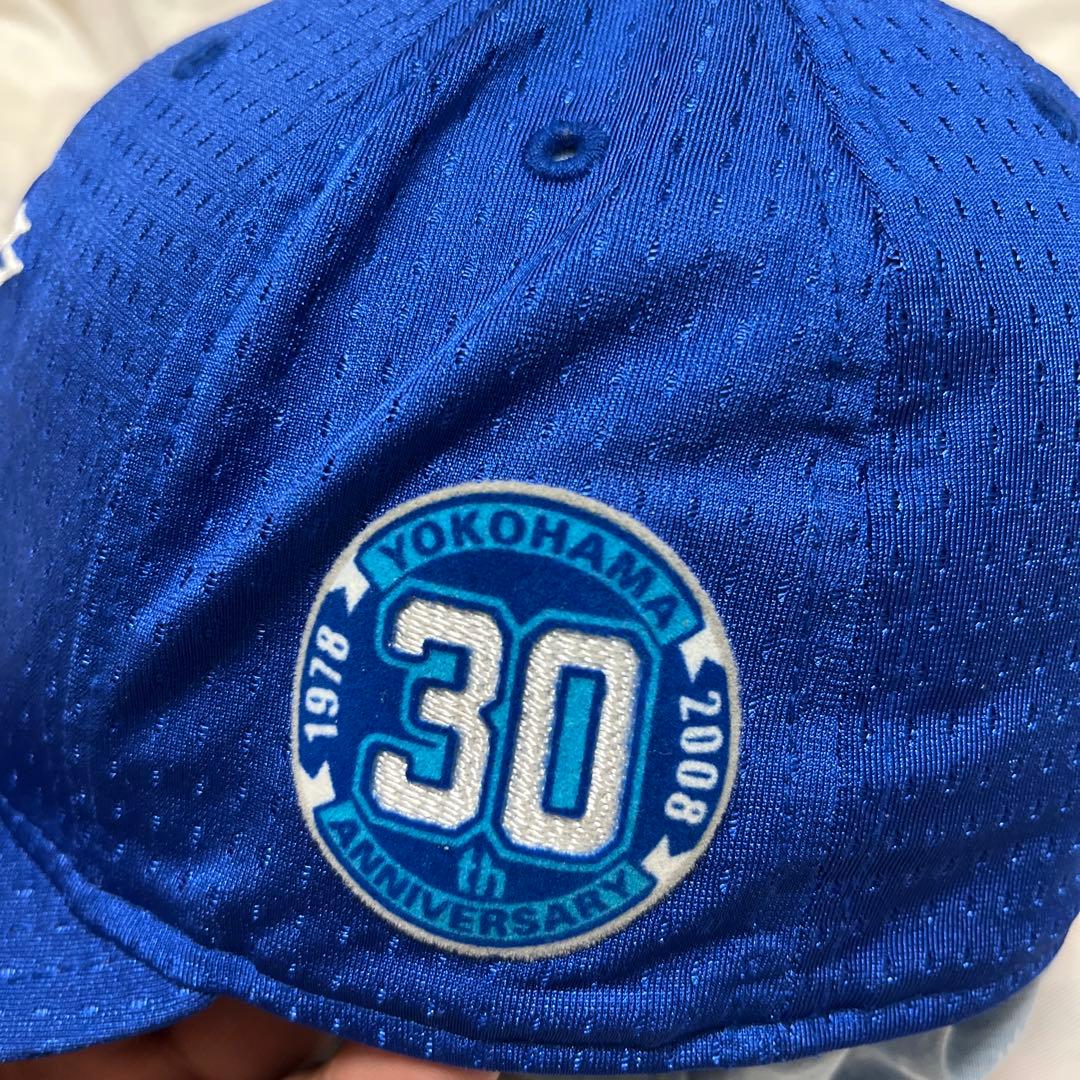 YOKOHAMA
1978
30
th
2008
ANNIVERSARY